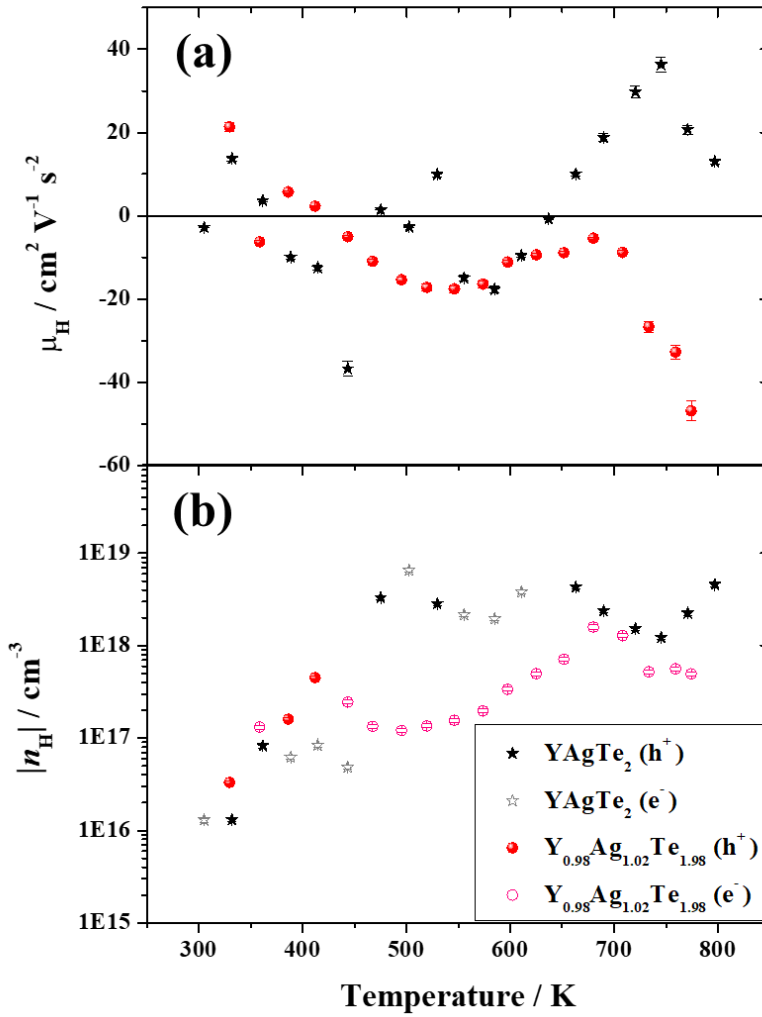 (a)
40
20
0
-20
-40
-60
μH / cm² V⁻¹ s⁻²
(b)
1E19
1E18
1E17
1E16
1E15
|nH| / cm⁻³
YAgTe₂ (h⁺)
YAgTe₂ (e⁻)
Y₀.₉₈Ag₁.₀₂Te₁.₉₈ (h⁺)
Y₀.₉₈Ag₁.₀₂Te₁.₉₈ (e⁻)
300 400 500 600 700 800
Temperature / K